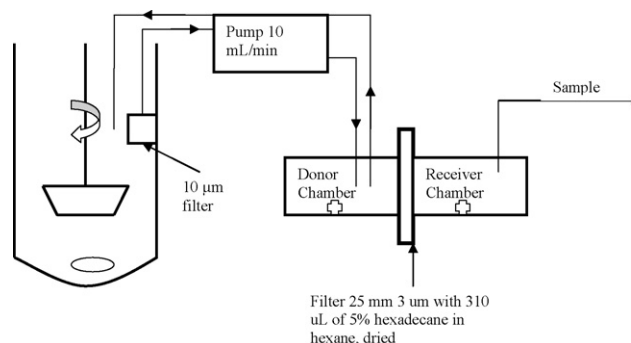 Pump 10
mL/min
Sample
10 μm
filter
Donor
Chamber
Receiver
Chamber
Filter 25 mm 3 um with 310
uL of 5% hexadecane in
hexane, dried